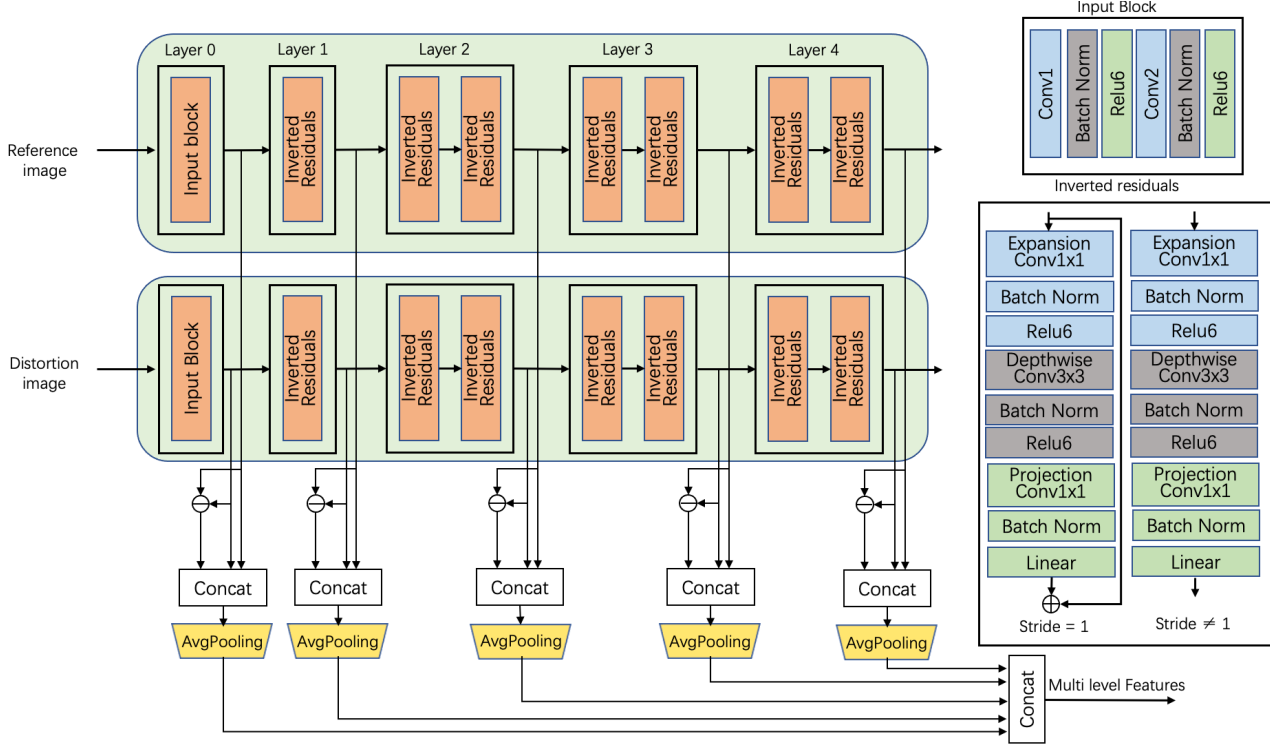 Layer 0
Layer 1
Layer 2
Layer 3
Layer 4
Reference
image
Input block
Inverted
Residuals
Inverted
Residuals
Inverted
Residuals
Inverted
Residuals
Inverted
Residuals
Inverted
Residuals
Inverted
Residuals
Distortion
image
Input Block
Inverted
Residuals
Inverted
Residuals
Inverted
Residuals
Inverted
Residuals
Inverted
Residuals
Inverted
Residuals
Inverted
Residuals
Concat
Concat
Concat
Concat
Concat
AvgPooling
AvgPooling
AvgPooling
AvgPooling
AvgPooling
Concat
Multi level Features
Input Block
Conv1
Batch Norm
Relu6
Conv2
Batch Norm
Relu6
Inverted residuals
Expansion
Conv1x1
Batch Norm
Relu6
Depthwise
Conv3x3
Batch Norm
Relu6
Projection
Conv1x1
Batch Norm
Linear
Stride = 1
Expansion
Conv1x1
Batch Norm
Relu6
Depthwise
Conv3x3
Batch Norm
Relu6
Projection
Conv1x1
Batch Norm
Linear
Stride ≠ 1